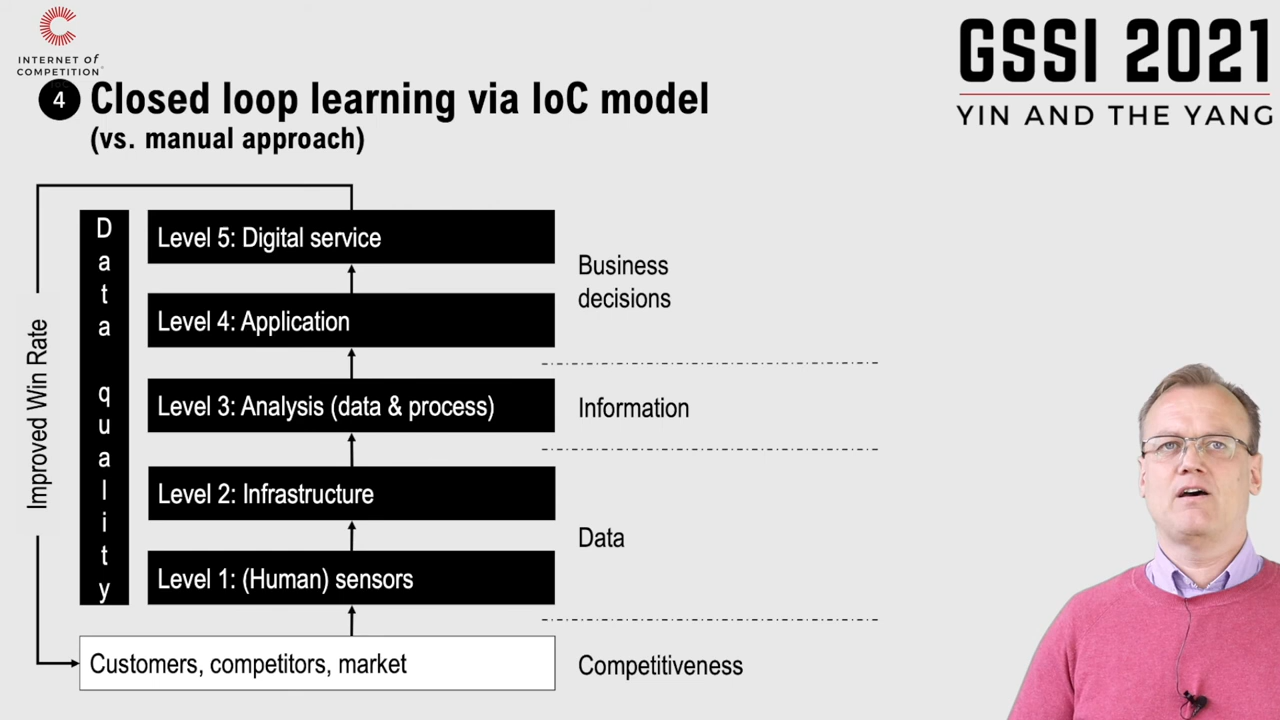 INTERNET of
COMPETITION
GSSI 2021
YIN AND THE YANG
4 Closed loop learning via IoC model
(vs. manual approach)
Improved Win Rate
Data quality
Level 5: Digital service
Level 4: Application
Business
decisions
Level 3: Analysis (data & process)
Information
Level 2: Infrastructure
Level 1: (Human) sensors
Data
Customers, competitors, market
Competitiveness